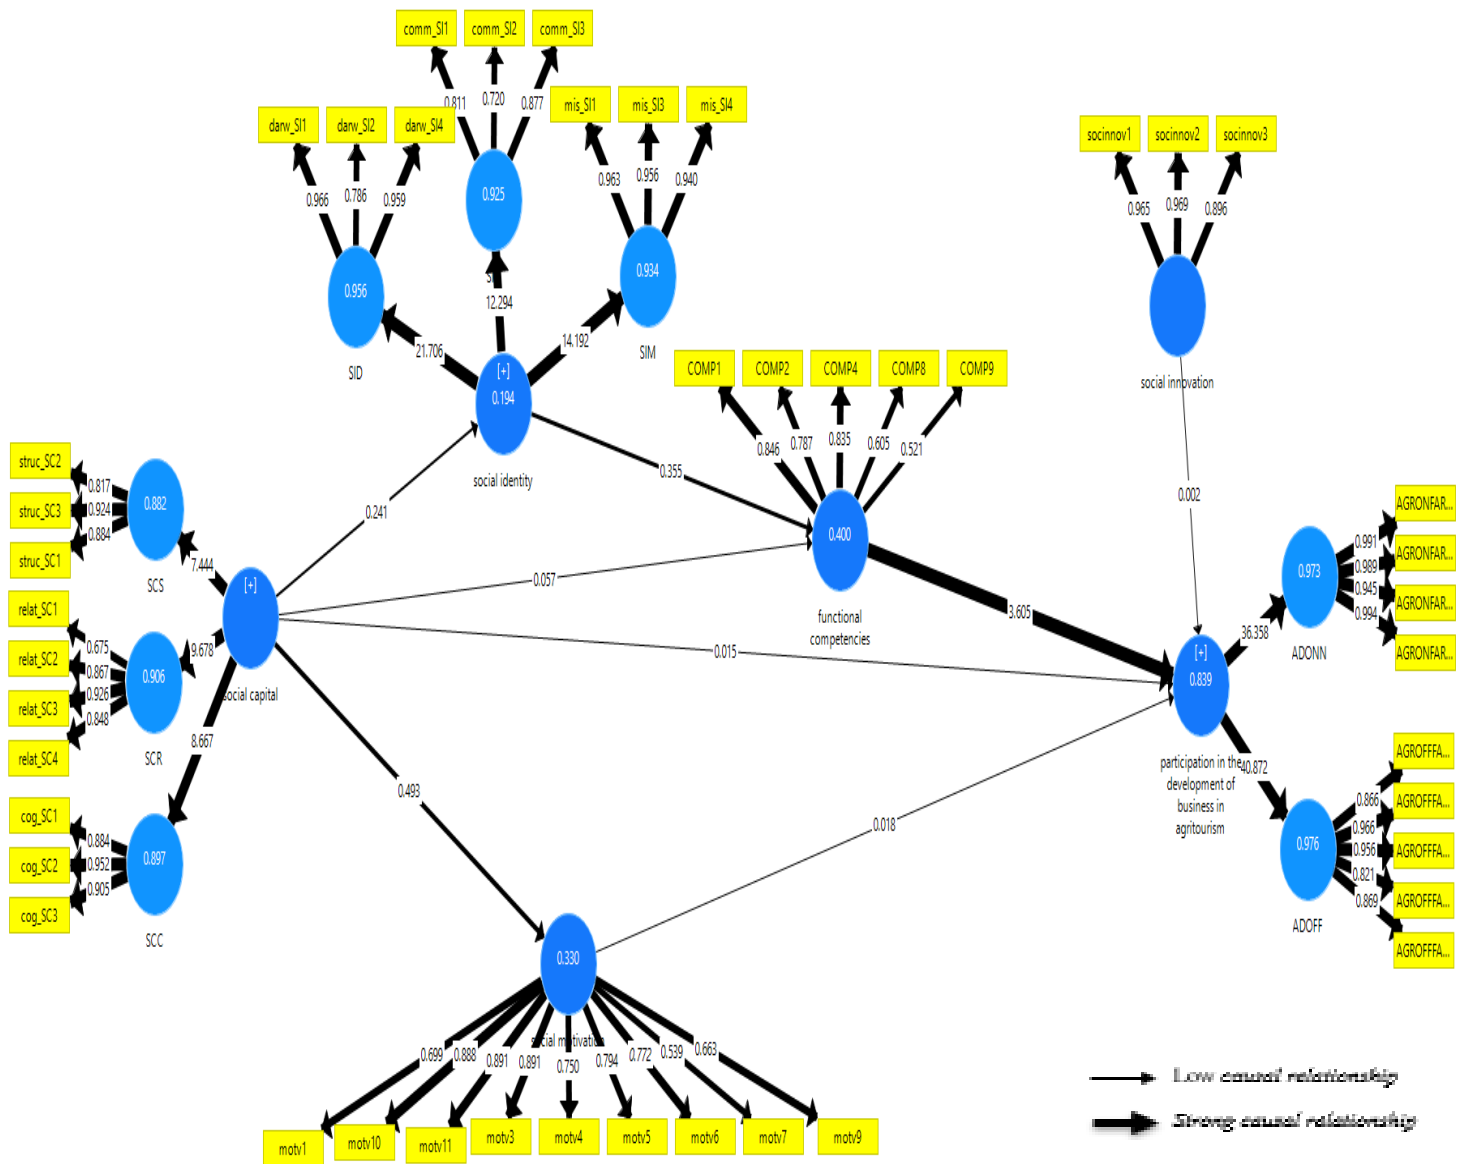 comm_SI1
comm_SI2
comm_SI3
0.811
0.720
0.877
darw_SI1
darw_SI2
darw_SI4
0.966
0.786
0.959
mis_SI1
mis_SI3
mis_SI4
0.963
0.956
0.940
socinnov1
socinnov2
socinnov3
0.965
0.969
0.896
0.925
0.956
SID
0.934
SIM
12.294
21.706
14.192
[+]
0.194
social identity
social innovation
COMP1
COMP2
COMP4
COMP8
COMP9
0.846
0.787
0.835
0.605
0.521
0.355
0.241
0.057
0.015
0.002
0.400
functional
competencies
3.605
struc_SC2
struc_SC3
struc_SC1
0.817
0.924
0.884
0.882
SCS
7.444
relat_SC1
relat_SC2
relat_SC3
relat_SC4
0.675
0.867
0.926
0.848
0.906
SCR
9.678
[+]
social capital
8.667
cog_SC1
cog_SC2
cog_SC3
0.884
0.952
0.905
0.897
SCC
0.493
0.018
[+]
0.839
participation in the
development of
business in
agritourism
36.358
40.872
0.973
ADONN
0.991
0.989
0.945
0.994
AGRONFAR...
AGRONFAR...
AGRONFAR...
AGRONFAR...
0.976
ADOFF
0.866
0.966
0.956
0.821
0.869
AGROFFFA...
AGROFFFA...
AGROFFFA...
AGROFFFA...
AGROFFFA...
0.330
social motivation
0.699
0.888
0.891
0.891
0.750
0.794
0.772
0.539
0.663
motv1
motv10
motv11
motv3
motv4
motv5
motv6
motv7
motv9
Low causal relationship
Strong causal relationship